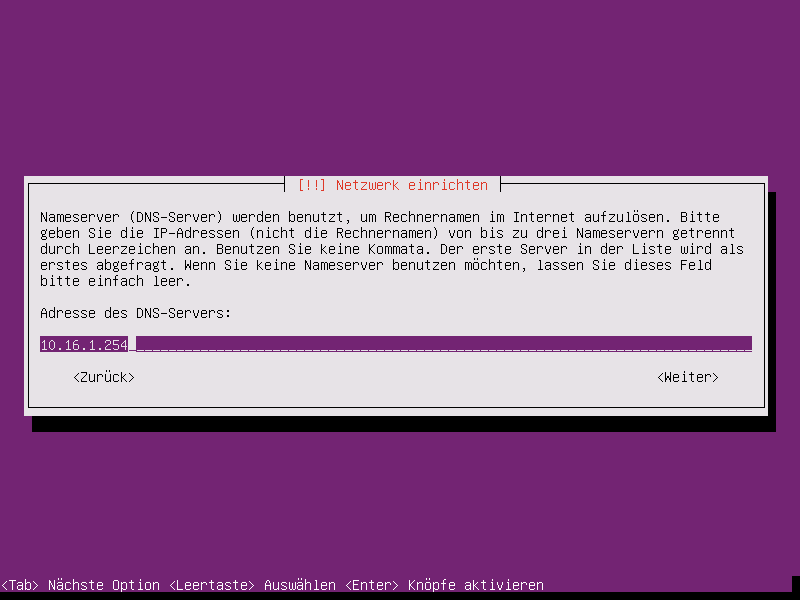 [!!] Netzwerk einrichten
Nameserver (DNS-Server) werden benutzt, um Rechnernamen im Internet aufzulösen. Bitte
geben Sie die IP-Adressen (nicht die Rechnernamen) von bis zu drei Nameservern getrennt
durch Leerzeichen an. Benutzen Sie keine Kommata. Der erste Server in der Liste wird als
erstes abgefragt. Wenn Sie keine Nameserver benutzen möchten, lassen Sie dieses Feld
bitte einfach leer.
Adresse des DNS-Servers:
10.16.1.254
<Zurück> <Weiter>
<Tab> Nächste Option <Leertaste> Auswählen <Enter> Knöpfe aktivieren